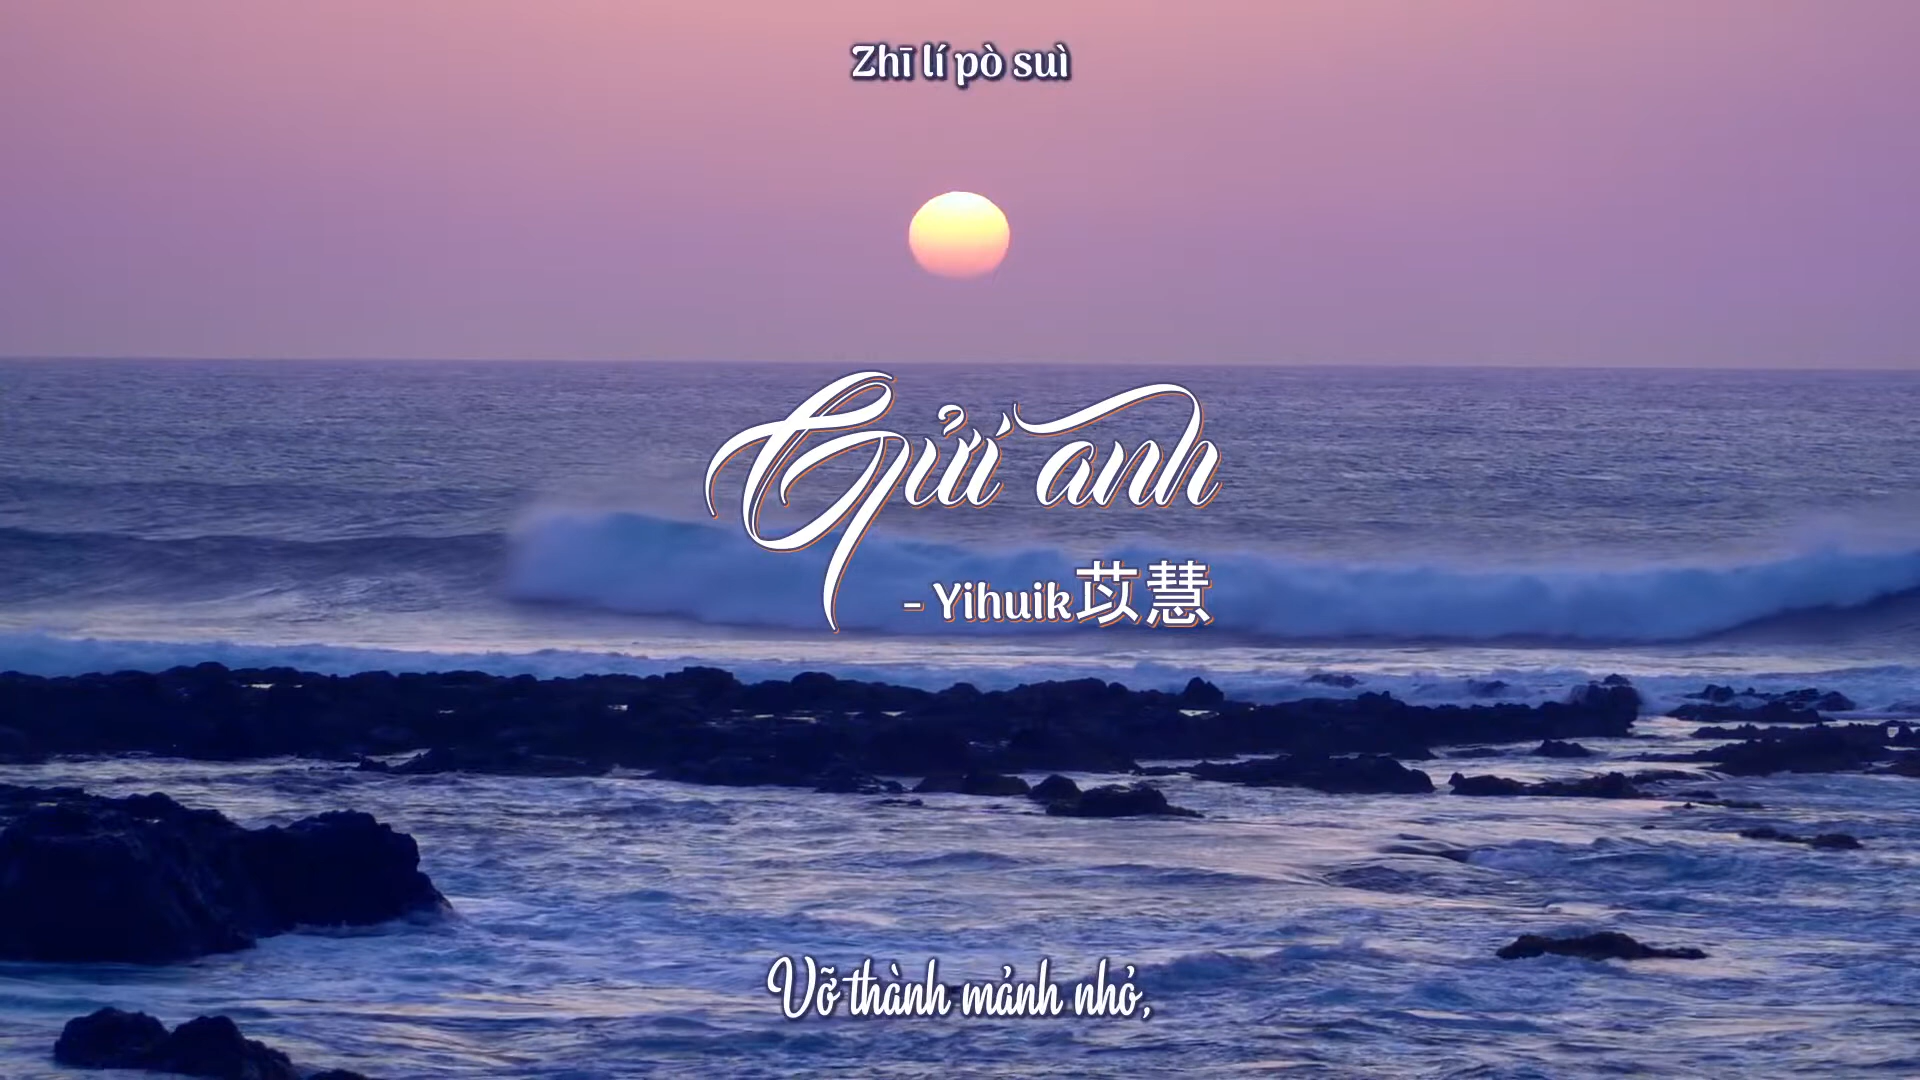 Zhī lí pò suì
Gửi anh
- Yihuik苡慧
Vỡ thành mảnh nhỏ,